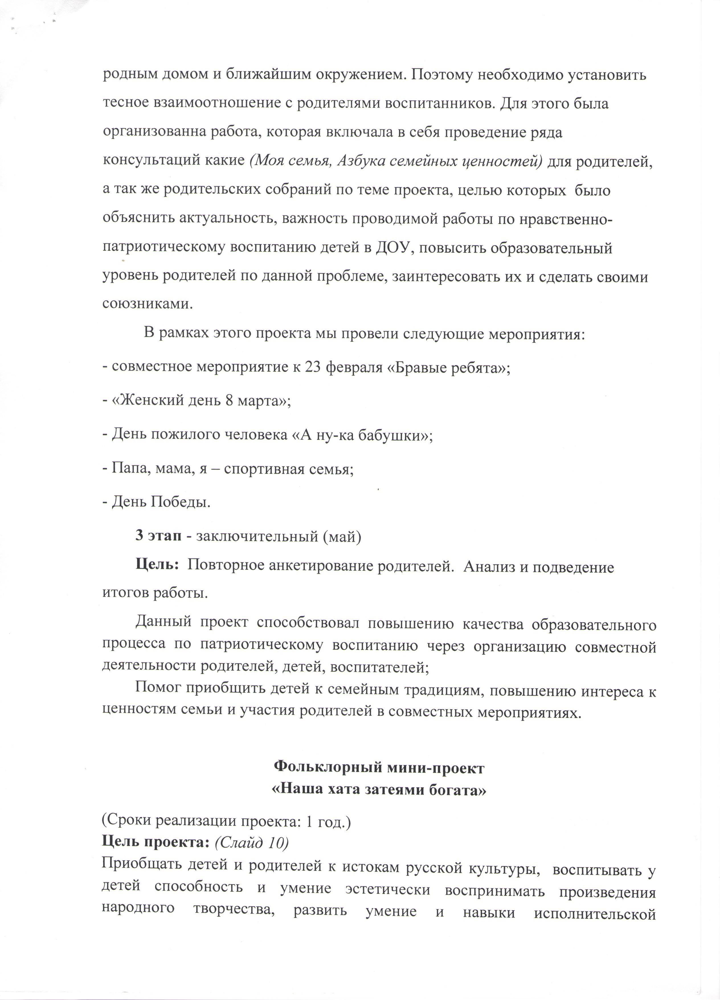 родным домом и ближайшим окружением. Поэтому необходимо установить
тесное взаимоотношение с родителями воспитанников. Для этого была
организованна работа, которая включала в себя проведение ряда
консультаций какие (Моя семья, Азбука семейных ценностей) для родителей,
а так же родительских собраний по теме проекта, целью которых  было
объяснить актуальность, важность проводимой работы по нравственно-
патриотическому воспитанию детей в ДОУ, повысить образовательный
уровень родителей по данной проблеме, заинтересовать их и сделать своими
союзниками.
В рамках этого проекта мы провели следующие мероприятия:
- совместное мероприятие к 23 февраля «Бравые ребята»;
- «Женский день 8 марта»;
- День пожилого человека «А ну-ка бабушки»;
- Папа, мама, я – спортивная семья;
- День Победы.
3 этап - заключительный (май)
Цель:  Повторное анкетирование родителей.  Анализ и подведение
итогов работы.
Данный проект способствовал повышению качества образовательного
процесса по патриотическому воспитанию через организацию совместной
деятельности родителей, детей, воспитателей;
Помог приобщить детей к семейным традициям, повышению интереса к
ценностям семьи и участия родителей в совместных мероприятиях.
Фольклорный мини-проект
«Наша хата затеями богата»
(Сроки реализации проекта: 1 год.)
Цель проекта: (Слайд 10)
Приобщать детей и родителей к истокам русской культуры,  воспитывать у
детей способность и умение эстетически воспринимать произведения
народного творчества, развить умение и навыки исполнительской